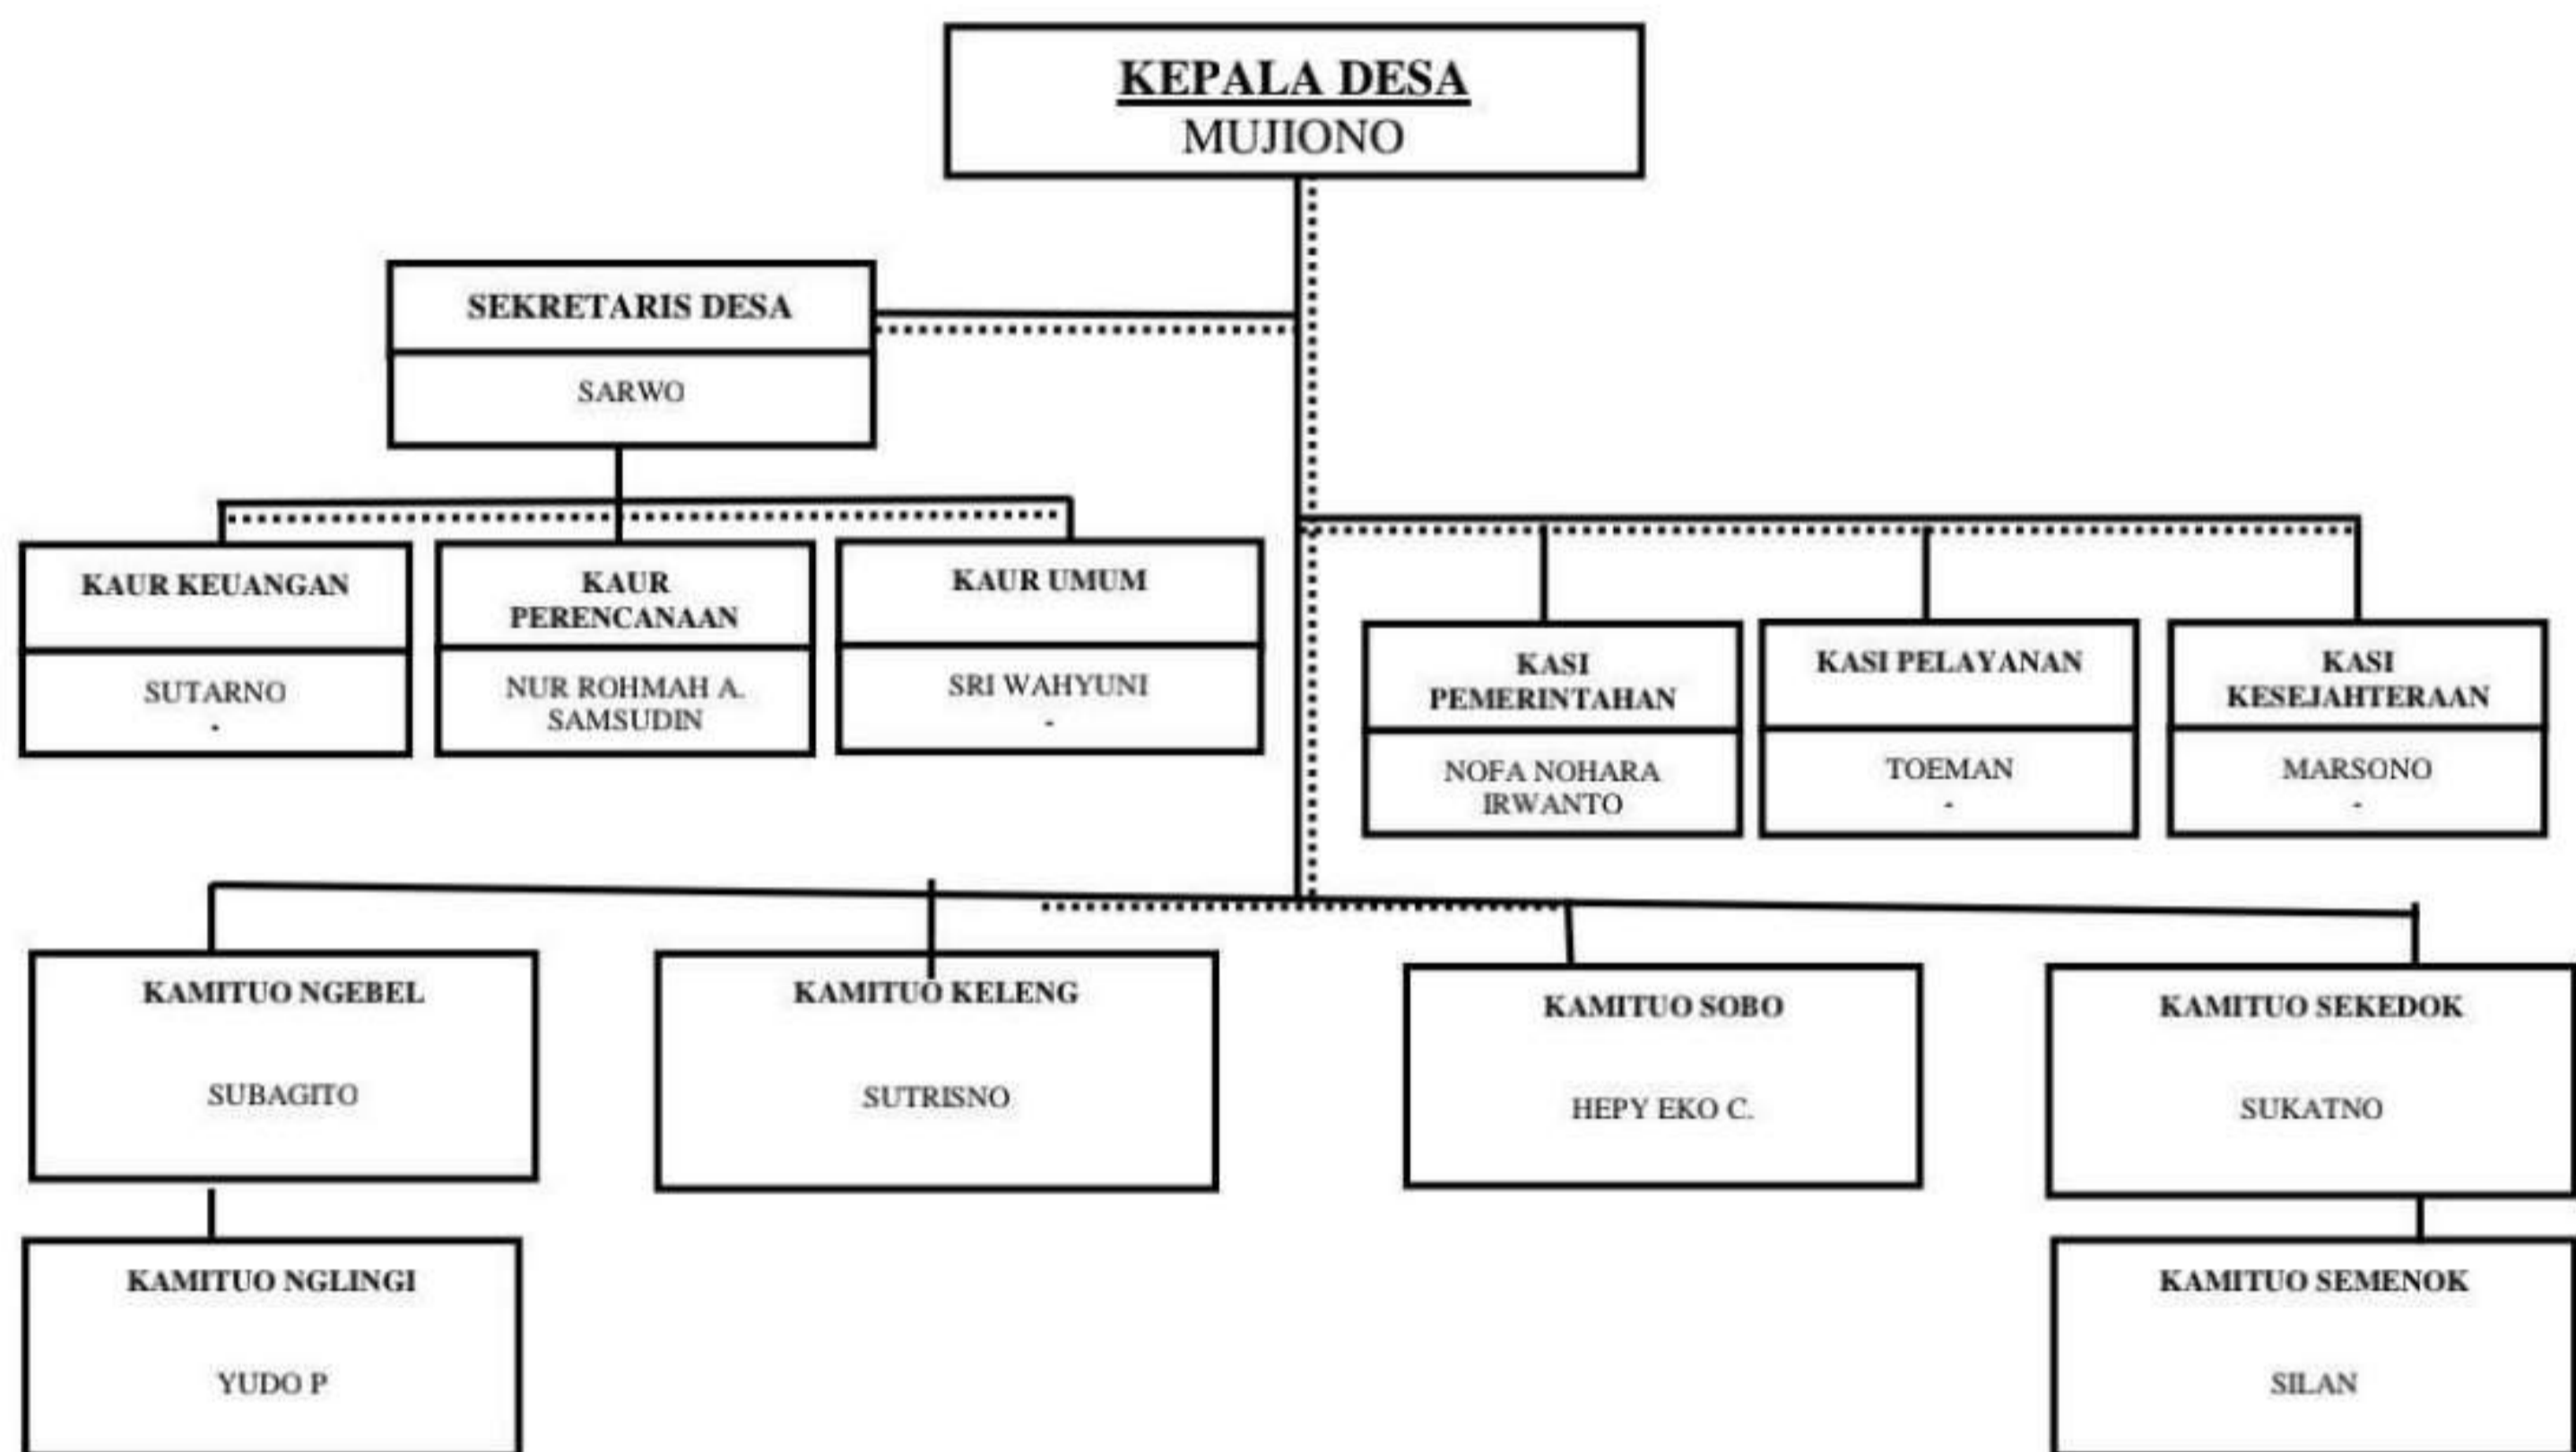 KEPALA DESA
MUJIONO
SEKRETARIS DESA
SARWO
KAUR KEUANGAN
SUTARNO
-
KAUR
PERENCANAAN
NUR ROHMAH A.
SAMSUDIN
KAUR UMUM
SRI WAHYUNI
-
KASI
PEMERINTAHAN
NOFA NOHARA
IRWANTO
KASI PELAYANAN
TOEMAN
-
KASI
KESEJAHTERAAN
MARSONO
-
KAMITUO NGEBEL
SUBAGITO
KAMITUO KELENG
SUTRISNO
KAMITUO SOBO
HEPY EKO C.
KAMITUO SEKEDOK
SUKATNO
KAMITUO NGLINGI
YUDO P
KAMITUO SEMENOK
SILAN